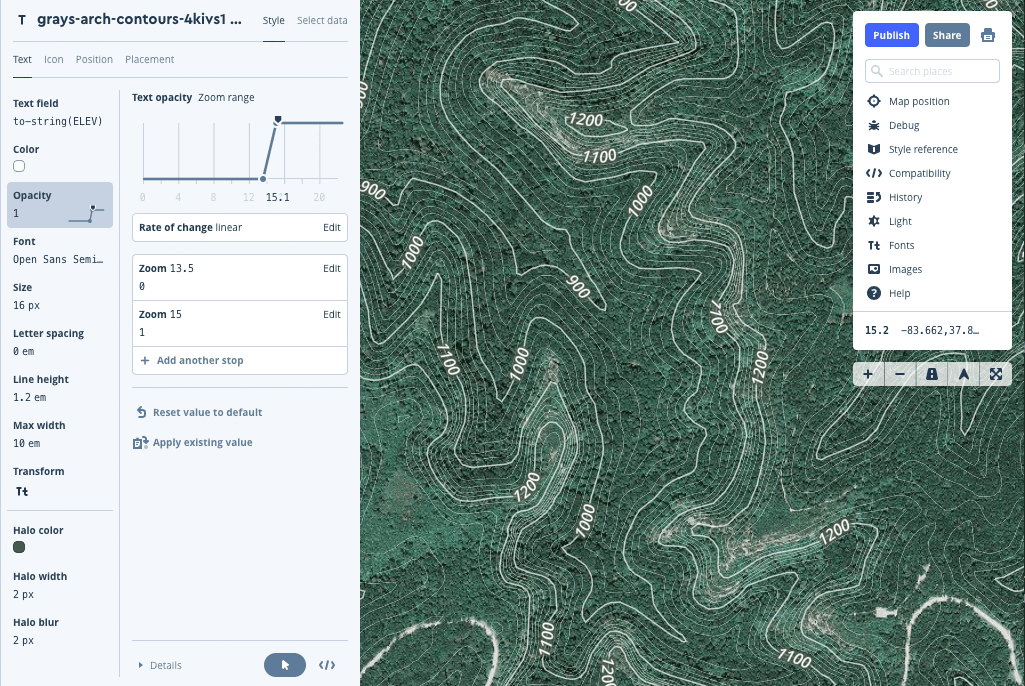 T grays-arch-contours-4kivs1 ... Style Select data
Text Icon Position Placement
Text field
to-string(ELEV)
Color
Opacity
1
Font
Open Sans Semi…
Size
16 px
Letter spacing
0 em
Line height
1.2 em
Max width
10 em
Transform
Tt
Halo color
Halo width
2 px
Halo blur
2 px
Text opacity Zoom range
0 4 8 12 15.1 20
Rate of change linear Edit
Zoom 13.5 Edit
0
Zoom 15 Edit
1
+ Add another stop
Reset value to default
Apply existing value
Details
</>
1200
1100
900
1000
1000
900
1100
1100
1000
1200
1200
1000
1200
1100
1200
1100
Publish Share
Search places
Map position
Debug
Style reference
</> Compatibility
History
Light
Tt Fonts
Images
? Help
15.2 -83.662,37.8…
+ −